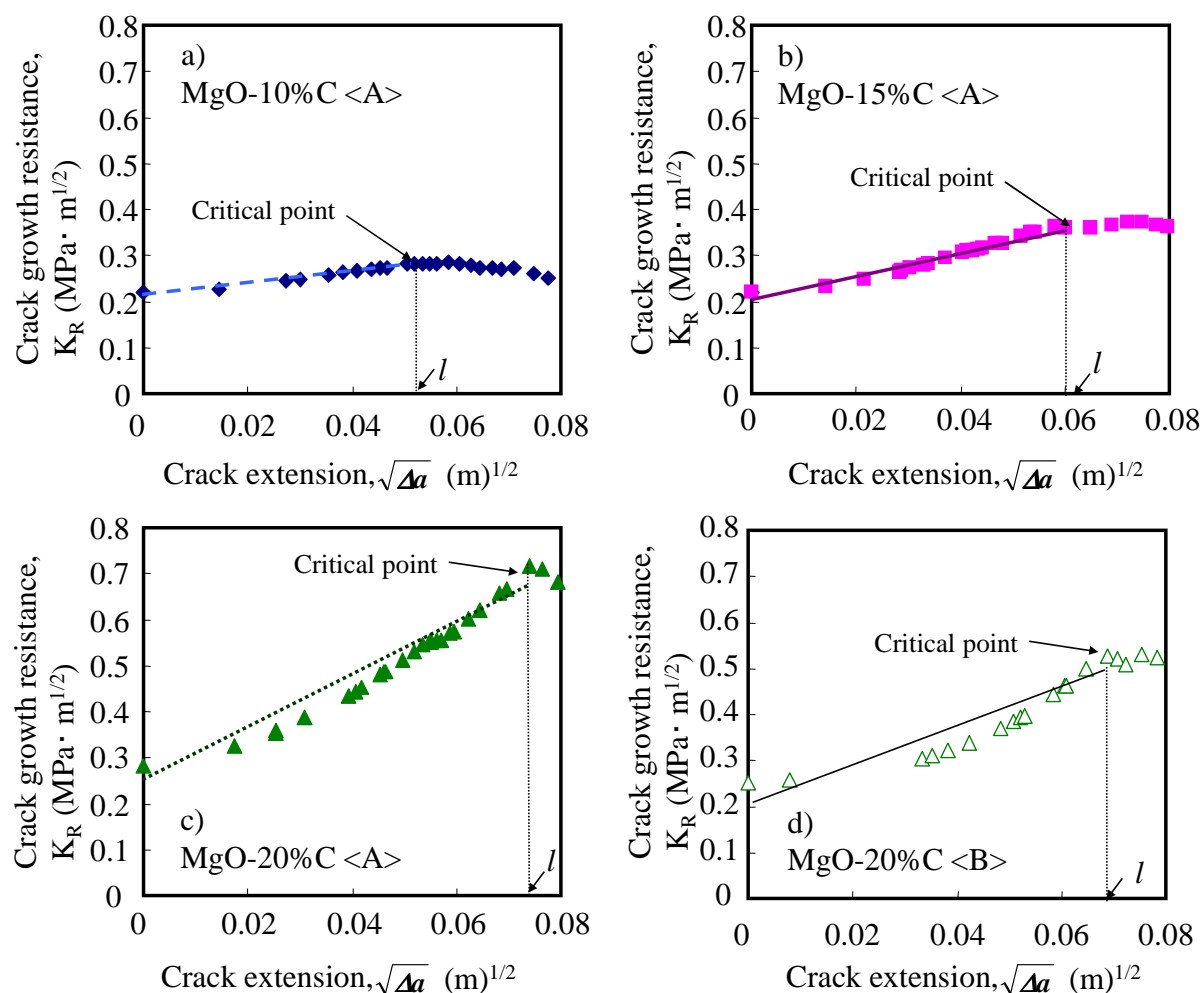 Crack growth resistance,
K_R (MPa· m^1/2)
0.8
0.7
0.6
0.5
0.4
0.3
0.2
0.1
0
a)
MgO-10%C <A>
Critical point
l
0 0.02 0.04 0.06 0.08
Crack extension, √Δa (m)^1/2
Crack growth resistance,
K_R (MPa· m^1/2)
0.8
0.7
0.6
0.5
0.4
0.3
0.2
0.1
0
b)
MgO-15%C <A>
Critical point
l
0 0.02 0.04 0.06 0.08
Crack extension, √Δa (m)^1/2
Crack growth resistance,
K_R (MPa· m^1/2)
0.8
0.7
0.6
0.5
0.4
0.3
0.2
0.1
0
Critical point
c)
MgO-20%C <A>
l
0 0.02 0.04 0.06 0.08
Crack extension, √Δa (m)^1/2
Crack growth resistance,
K_R (MPa· m^1/2)
0.8
0.7
0.6
0.5
0.4
0.3
0.2
0.1
0
Critical point
d)
MgO-20%C <B>
l
0 0.02 0.04 0.06 0.08
Crack extension, √Δa (m)^1/2